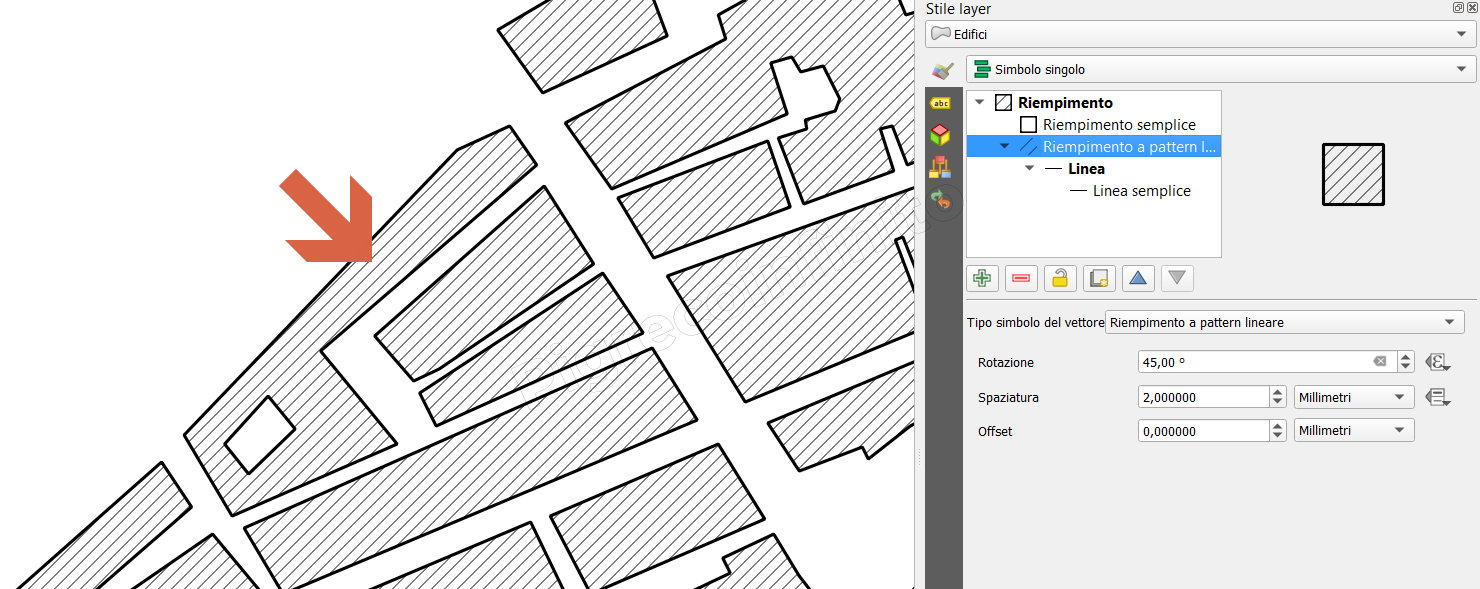 Stile layer
Edifici
Simbolo singolo
abc
Riempimento
Riempimento semplice
Riempimento a pattern l...
Linea
Linea semplice
Tipo simbolo del vettore Riempimento a pattern lineare
Rotazione 45,00 °
Spaziatura 2,000000 Millimetri
Offset 0,000000 Millimetri